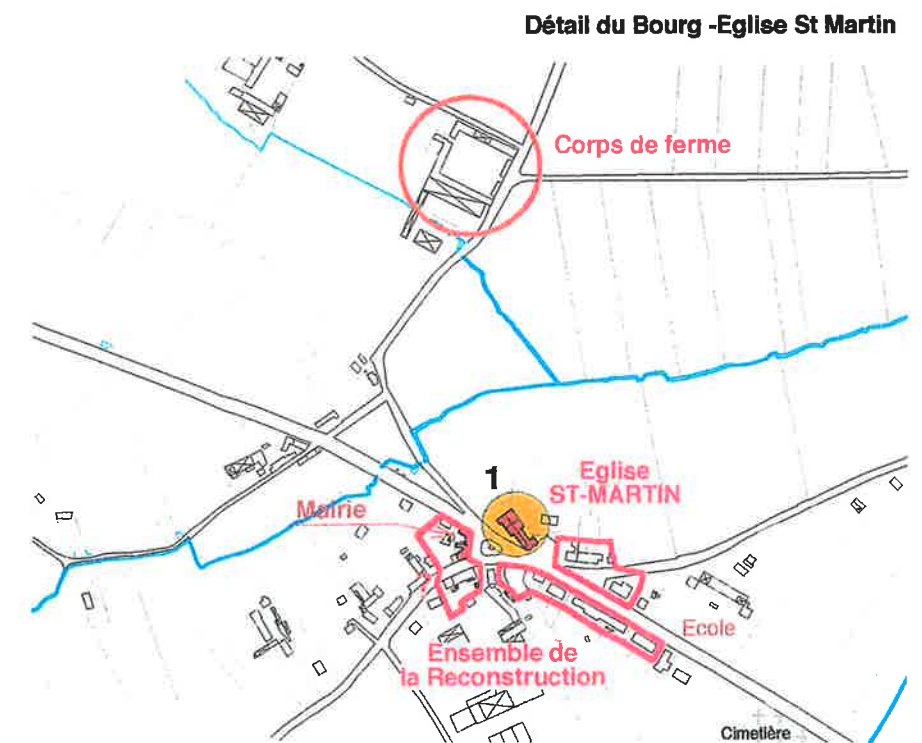 Détail du Bourg -Eglise St Martin
Corps de ferme
1
Eglise
ST-MARTIN
Mairie
Ecole
Ensemble de
la Reconstruction
Cimetière